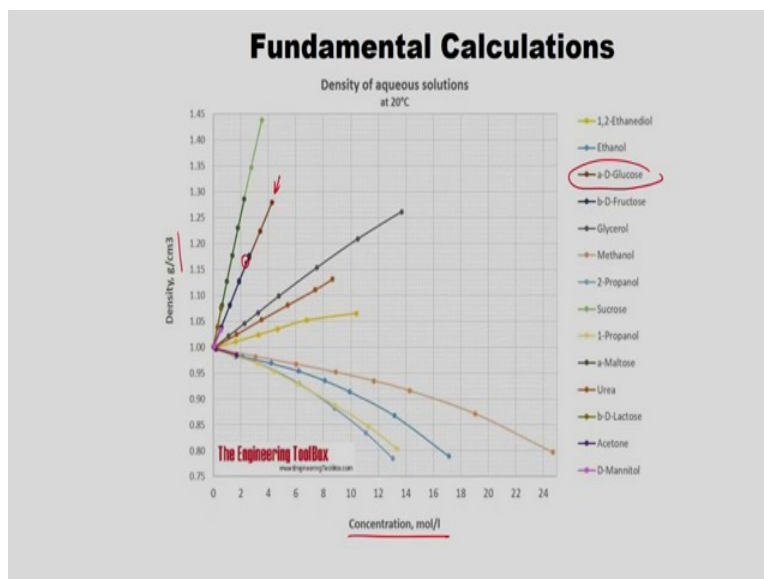 Fundamental Calculations
Density of aqueous solutions
at 20°C
1.45
1.40
1.35
1.30
1.25
1.20
1.15
1.10
1.05
1.00
0.95
0.90
0.85
0.80
0.75
Density, g/cm3
0 2 4 6 8 10 12 14 16 18 20 22 24
Concentration, mol/l
1,2-Ethanediol
Ethanol
a-D-Glucose
b-D-Fructose
Glycerol
Methanol
2-Propanol
Sucrose
1-Propanol
a-Maltose
Urea
b-D-Lactose
Acetone
D-Mannitol
The Engineering ToolBox
www.EngineeringToolBox.com